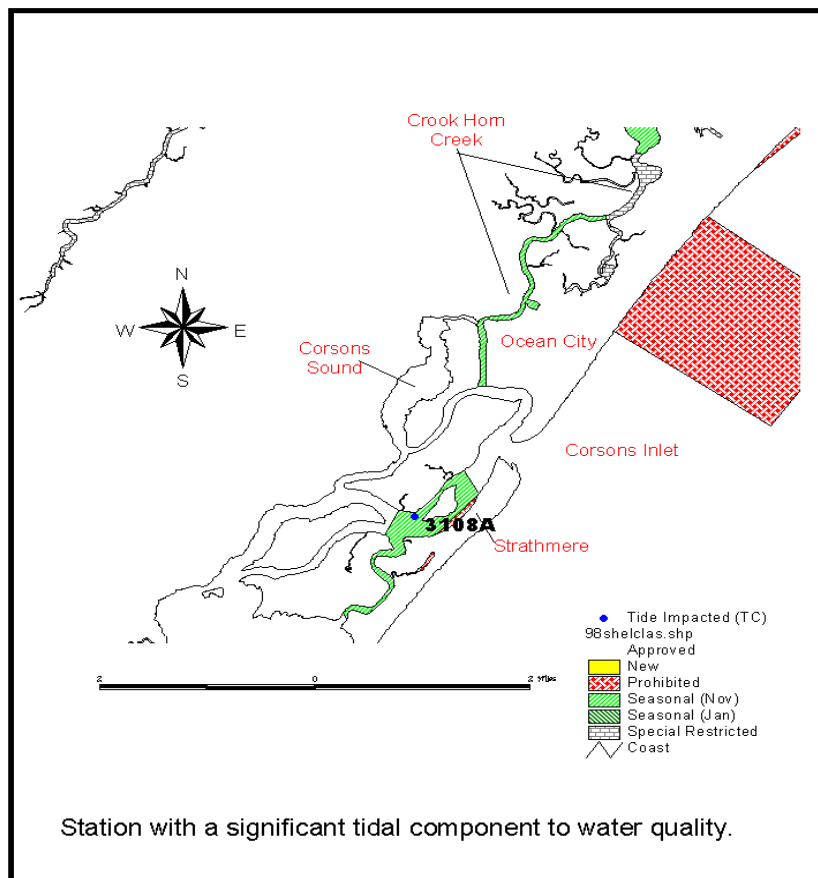 Crook Horn
Creek
N
W
E
S
Ocean City
Corsons
Sound
Corsons Inlet
3108A
Strathmere
Tide Impacted (TC)
98shelclas.shp
Approved
New
Prohibited
Seasonal (Nov)
Seasonal (Jan)
Special Restricted
Coast
2 0 2 Miles
Station with a significant tidal component to water quality.